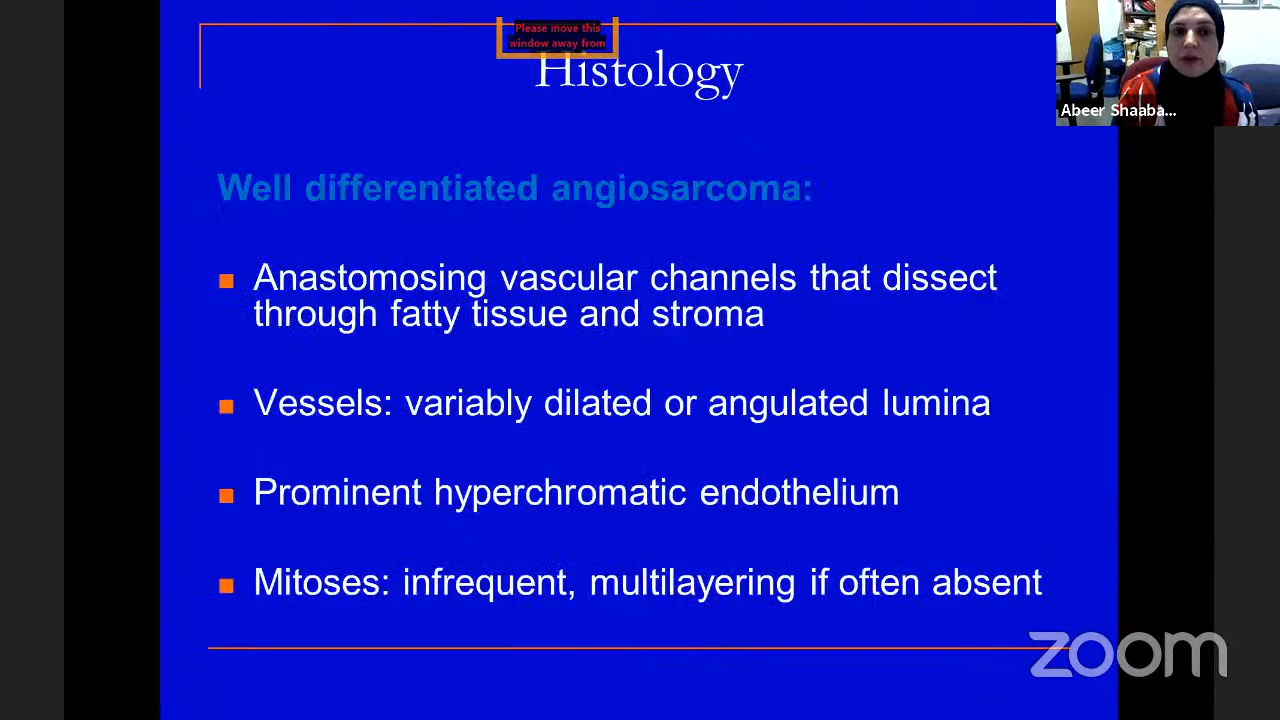 Please move this
window away from
Histology
Abeer Shaaba...
Well differentiated angiosarcoma:
Anastomosing vascular channels that dissect
through fatty tissue and stroma
Vessels: variably dilated or angulated lumina
Prominent hyperchromatic endothelium
Mitoses: infrequent, multilayering if often absent
zoom